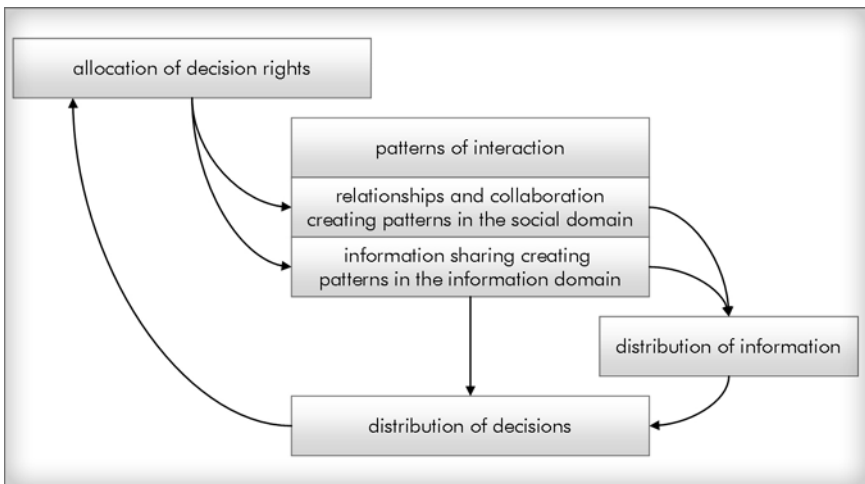 allocation of decision rights
patterns of interaction
relationships and collaboration
creating patterns in the social domain
information sharing creating
patterns in the information domain
distribution of information
distribution of decisions